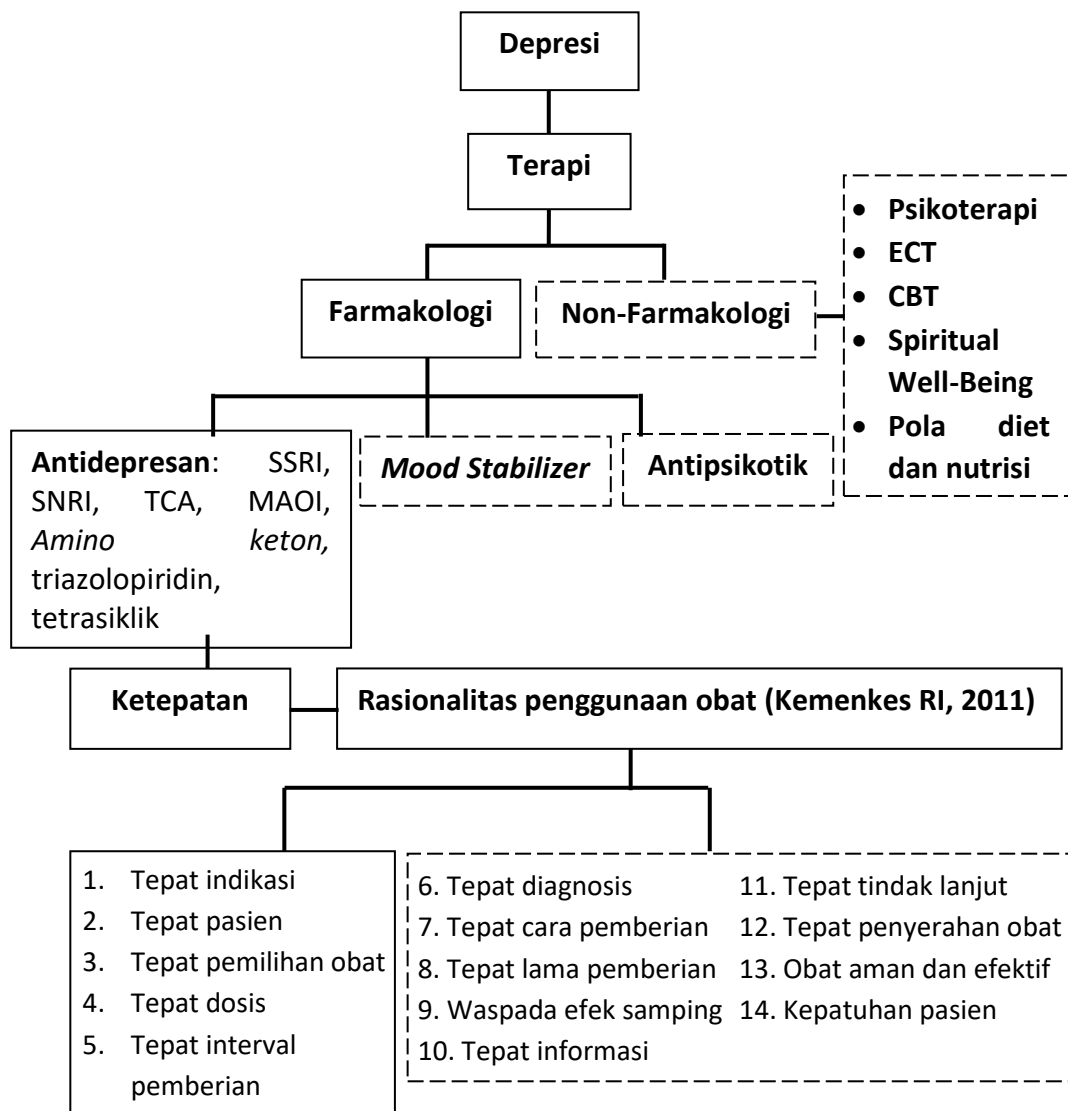 Depresi
Terapi
Farmakologi
Non-Farmakologi
• Psikoterapi
• ECT
• CBT
• Spiritual
Well-Being
• Pola diet
dan nutrisi
Antidepresan: SSRI,
SNRI, TCA, MAOI,
Amino keton,
triazolopiridin,
tetrasiklik
Mood Stabilizer
Antipsikotik
Ketepatan
Rasionalitas penggunaan obat (Kemenkes RI, 2011)
1. Tepat indikasi
2. Tepat pasien
3. Tepat pemilihan obat
4. Tepat dosis
5. Tepat interval
pemberian
6. Tepat diagnosis
7. Tepat cara pemberian
8. Tepat lama pemberian
9. Waspada efek samping
10. Tepat informasi
11. Tepat tindak lanjut
12. Tepat penyerahan obat
13. Obat aman dan efektif
14. Kepatuhan pasien